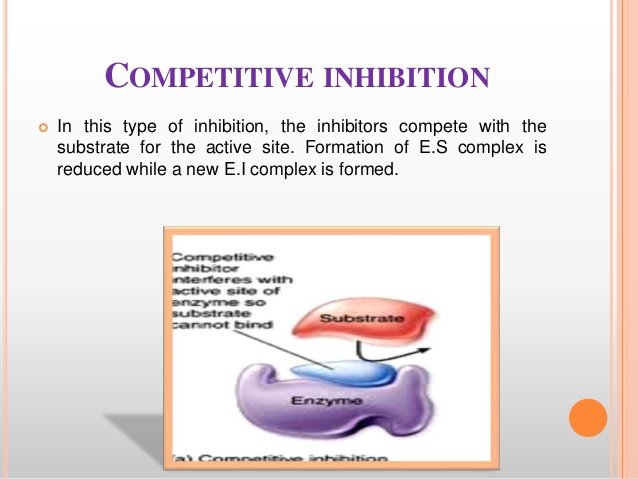 COMPETITIVE INHIBITION
In this type of inhibition, the inhibitors compete with the
substrate for the active site. Formation of E.S complex is
reduced while a new E.I complex is formed.
Competitive
inhibitor
interferes with
active site of
enzyme so
substrate
cannot bind
Substrate
Enzyme
(a) Competitive inhibition